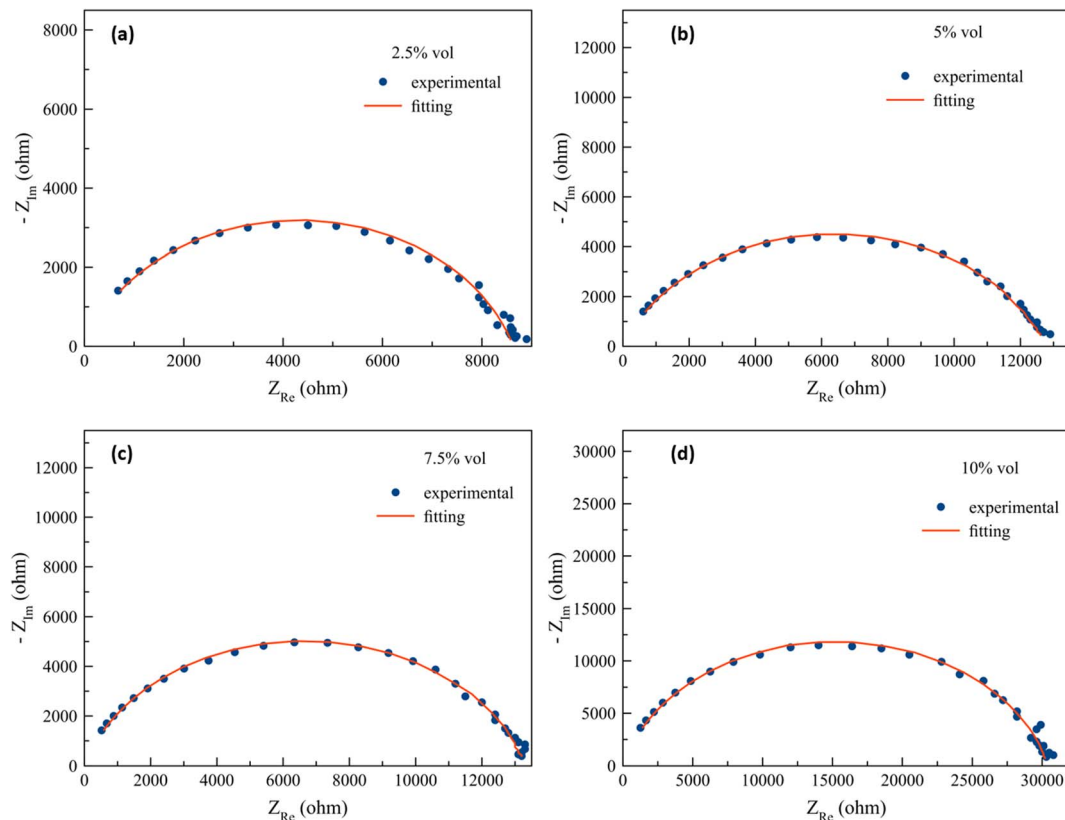 (a)
2.5% vol
experimental
fitting
8000
6000
4000
2000
0
- Z_Im (ohm)
0 2000 4000 6000 8000
Z_Re (ohm)
(b)
5% vol
experimental
fitting
12000
10000
8000
6000
4000
2000
0
- Z_Im (ohm)
0 2000 4000 6000 8000 10000 12000
Z_Re (ohm)
(c)
7.5% vol
experimental
fitting
12000
10000
8000
6000
4000
2000
0
- Z_Im (ohm)
0 2000 4000 6000 8000 10000 12000
Z_Re (ohm)
(d)
10% vol
experimental
fitting
30000
25000
20000
15000
10000
5000
0
- Z_Im (ohm)
0 5000 10000 15000 20000 25000 30000
Z_Re (ohm)